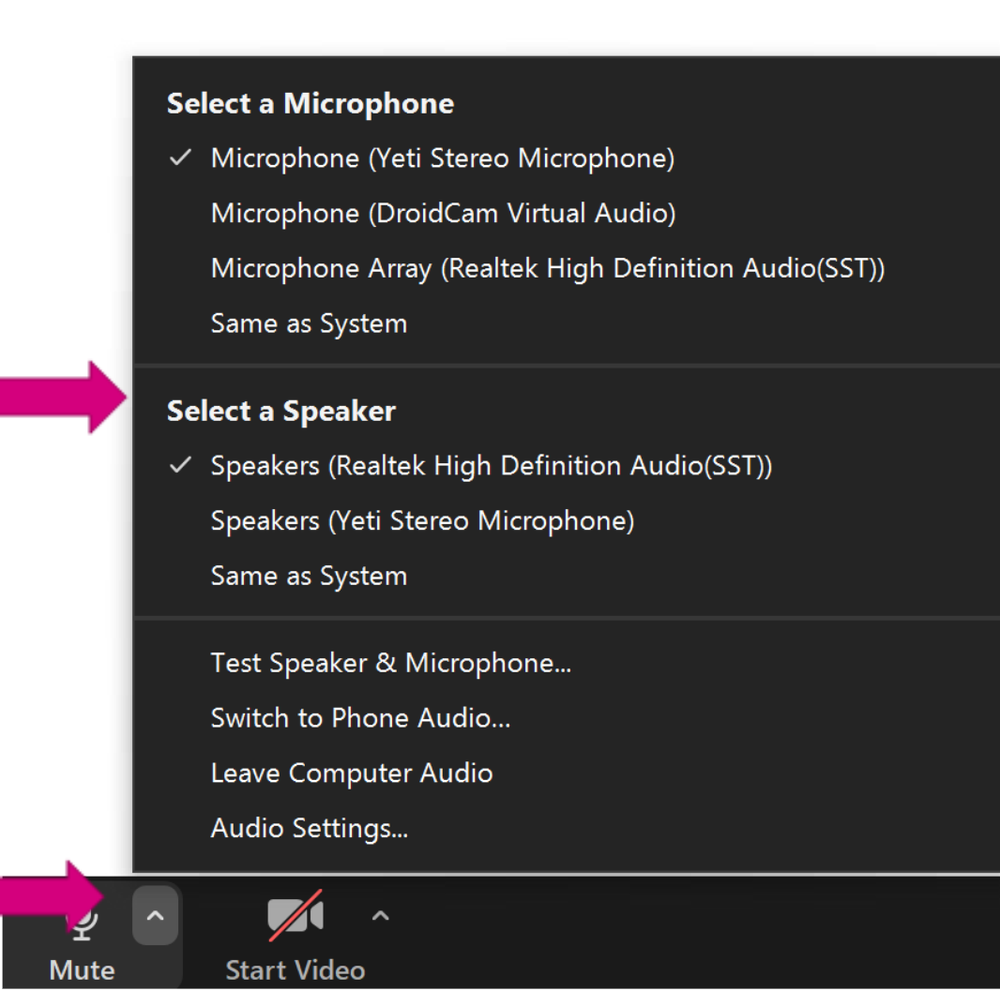 Select a Microphone
Microphone (Yeti Stereo Microphone)
Microphone (DroidCam Virtual Audio)
Microphone Array (Realtek High Definition Audio(SST))
Same as System
Select a Speaker
Speakers (Realtek High Definition Audio(SST))
Speakers (Yeti Stereo Microphone)
Same as System
Test Speaker & Microphone...
Switch to Phone Audio...
Leave Computer Audio
Audio Settings...
Mute
Start Video